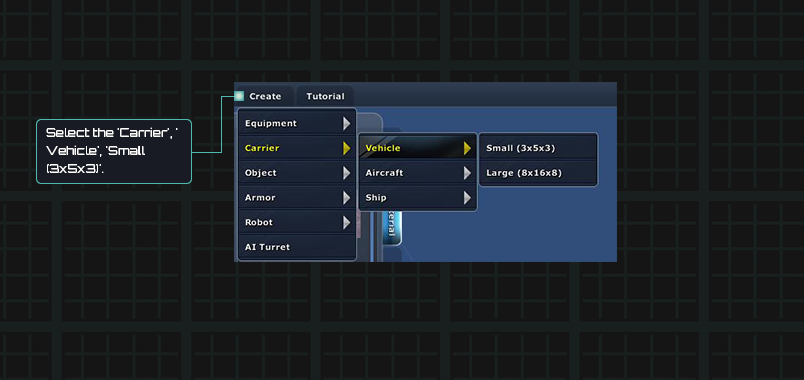 Create
Tutorial
Select the 'Carrier', '
Vehicle', 'Small
(3x5x3)'.
Equipment
Carrier
Object
Armor
Robot
AI Turret
Vehicle
Aircraft
Ship
Small (3x5x3)
Large (8x16x8)